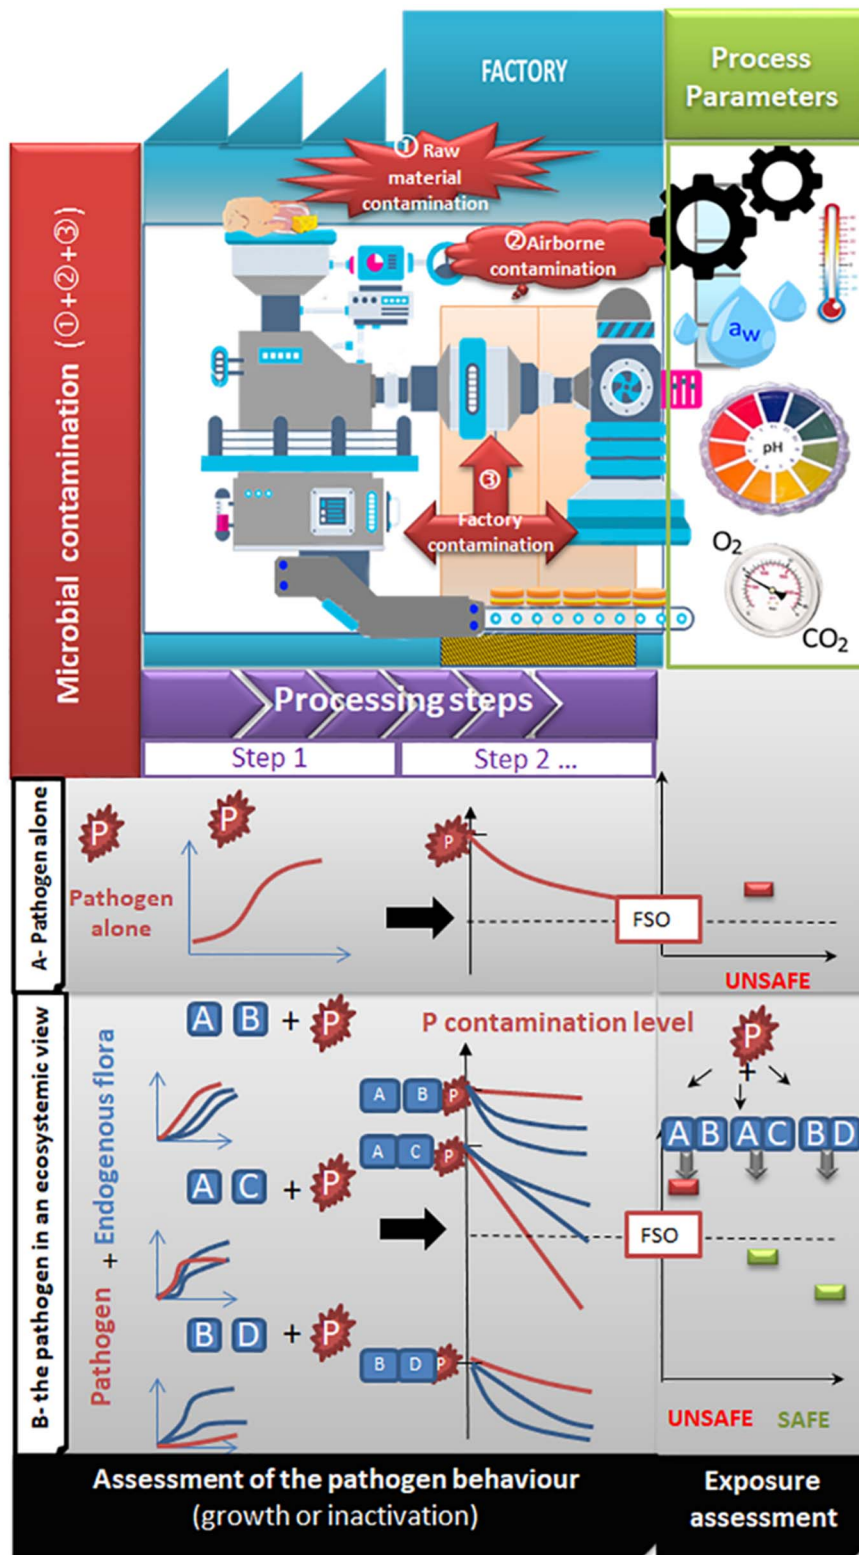 FACTORY
Process
Parameters
① Raw
material
contamination
②Airborne
contamination
③
Factory
contamination
aw
pH
O2
CO2
Microbial contamination (①+②+③)
Processing steps
Step 1
Step 2 ...
A- Pathogen alone
P
P
Pathogen
alone
P
FSO
UNSAFE
B- the pathogen in an ecosystemic view
Pathogen + Endogenous flora
A B + P
P contamination level
P
+
A B P
A B A C B D
A C P
A C + P
FSO
B D + P
B D P
UNSAFE SAFE
Assessment of the pathogen behaviour
(growth or inactivation)
Exposure
assessment